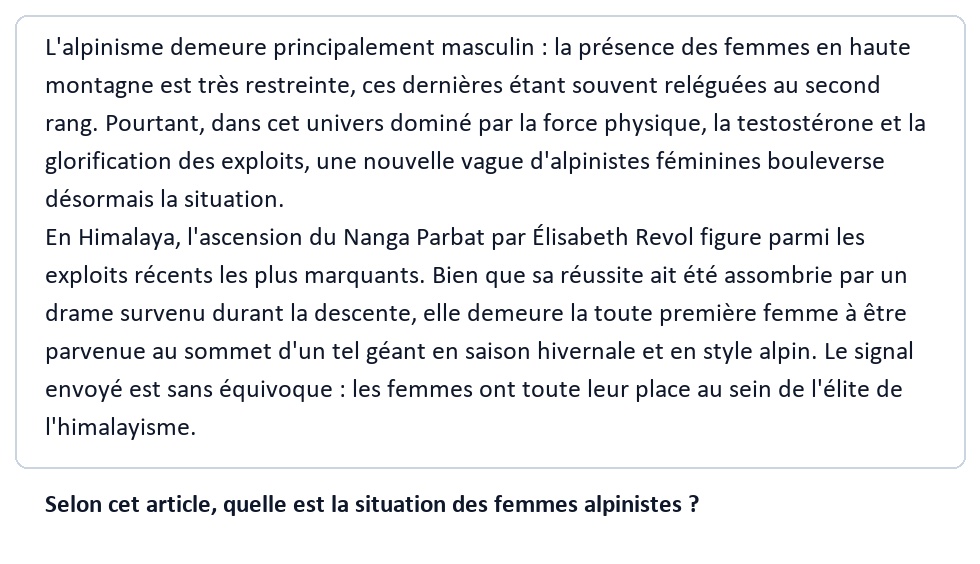 L'alpinisme demeure principalement masculin : la présence des femmes en haute
montagne est très restreinte, ces dernières étant souvent reléguées au second
rang. Pourtant, dans cet univers dominé par la force physique, la testostérone et la
glorification des exploits, une nouvelle vague d'alpinistes féminines bouleverse
désormais la situation.
En Himalaya, l'ascension du Nanga Parbat par Élisabeth Revol figure parmi les
exploits récents les plus marquants. Bien que sa réussite ait été assombrie par un
drame survenu durant la descente, elle demeure la toute première femme à être
parvenue au sommet d'un tel géant en saison hivernale et en style alpin. Le signal
envoyé est sans équivoque : les femmes ont toute leur place au sein de l'élite de
l'himalayisme.
Selon cet article, quelle est la situation des femmes alpinistes ?